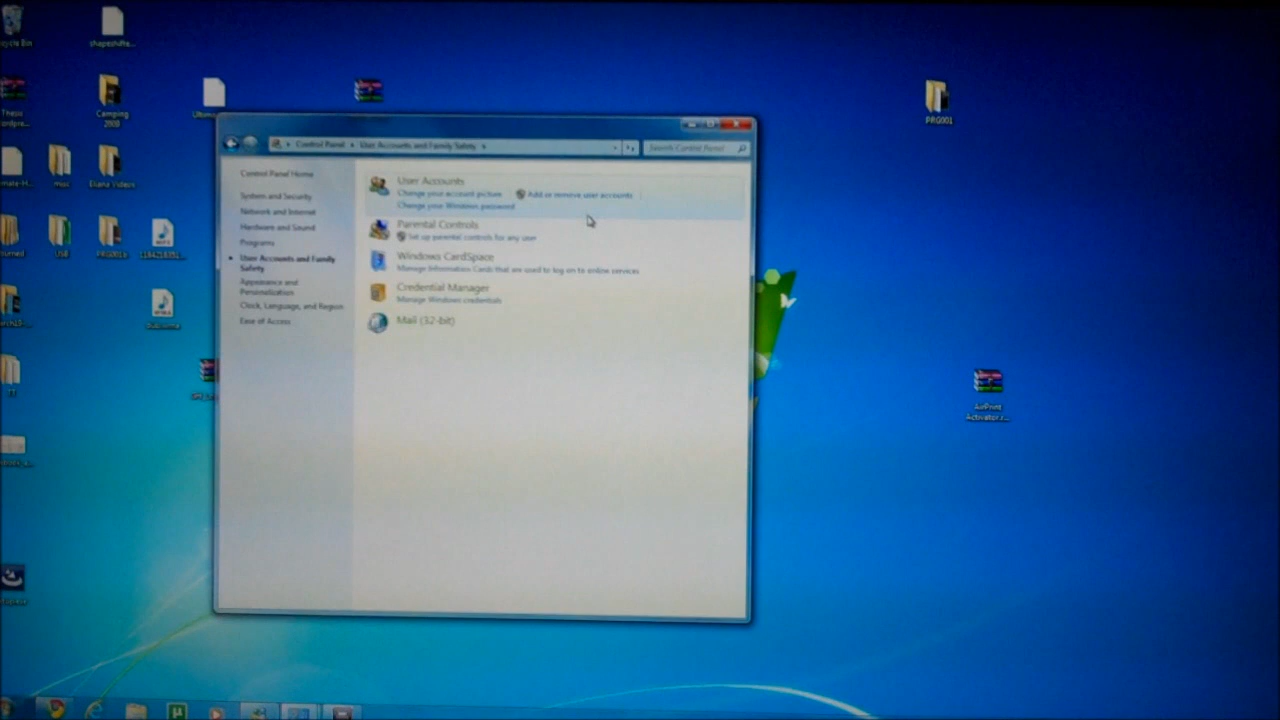 shapeshifte...
Camping
2009
PRG001
Control Panel ▸ User Accounts and Family Safety ▸
Search Control Panel
Control Panel Home
System and Security
Network and Internet
Hardware and Sound
Programs
User Accounts and Family
Safety
Appearance and
Personalization
Clock, Language, and Region
Ease of Access
User Accounts
Change your account picture
Add or remove user accounts
Change your Windows password
Parental Controls
Set up parental controls for any user
Windows CardSpace
Manage Information Cards that are used to log on to online services
Credential Manager
Manage Windows credentials
Mail (32-bit)
Eliana Videos
USB
AirPrint
Activator.r...